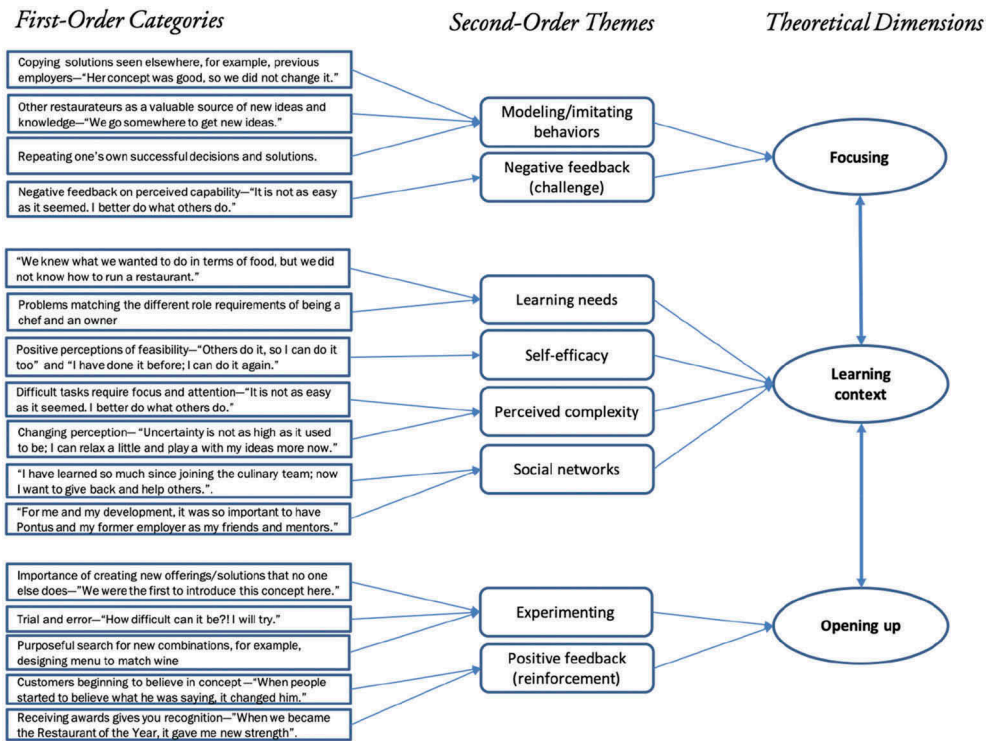 First-Order Categories
Second-Order Themes
Theoretical Dimensions
Copying solutions seen elsewhere, for example, previous
employers—“Her concept was good, so we did not change it.”
Other restaurateurs as a valuable source of new ideas and
knowledge—“We go somewhere to get new ideas.”
Repeating one’s own successful decisions and solutions.
Negative feedback on perceived capability—“It is not as easy
as it seemed. I better do what others do.”
Modeling/imitating
behaviors
Negative feedback
(challenge)
Focusing
“We knew what we wanted to do in terms of food, but we did
not know how to run a restaurant.”
Problems matching the different role requirements of being a
chef and an owner
Positive perceptions of feasibility—“Others do it, so I can do it
too” and “I have done it before; I can do it again.”
Difficult tasks require focus and attention—“It is not as easy
as it seemed. I better do what others do.”
Changing perception— “Uncertainty is not as high as it used
to be; I can relax a little and play a with my ideas more now.”
“I have learned so much since joining the culinary team; now
I want to give back and help others.”.
“For me and my development, it was so important to have
Pontus and my former employer as my friends and mentors.”
Learning needs
Self-efficacy
Perceived complexity
Social networks
Learning
context
Importance of creating new offerings/solutions that no one
else does—”We were the first to introduce this concept here.”
Trial and error—“How difficult can it be?! I will try.”
Purposeful search for new combinations, for example,
designing menu to match wine
Customers beginning to believe in concept—“When people
started to believe what he was saying, it changed him.”
Receiving awards gives you recognition—”When we became
the Restaurant of the Year, it gave me new strength”.
Experimenting
Positive feedback
(reinforcement)
Opening up